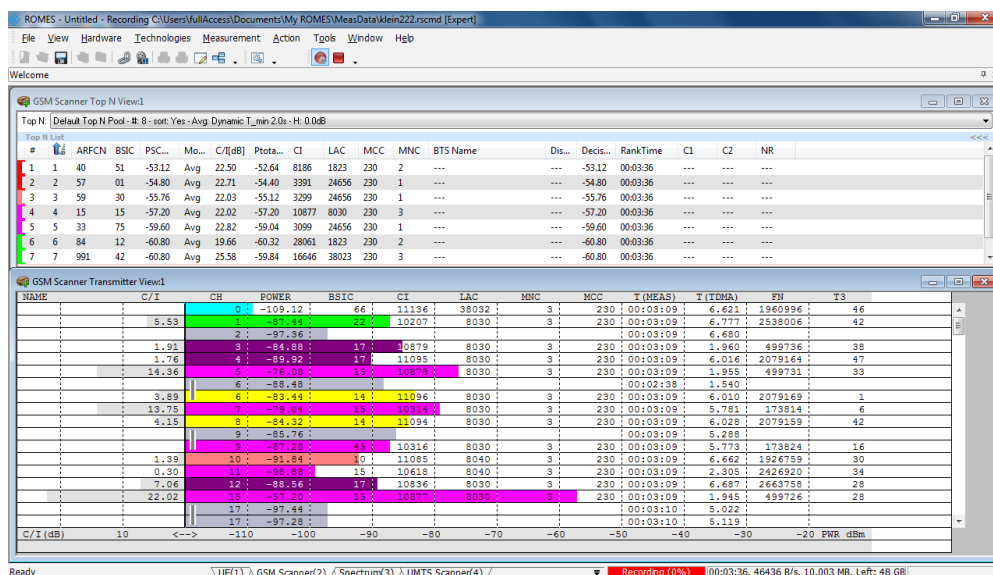 ROMES - Untitled - Recording C:\Users\fullAccess\Documents\My ROMES\MeasData\klein222.rscmd [Expert]
File View Hardware Technologies Measurement Action Tools Window Help
Welcome
GSM Scanner Top N View:1
Top N: Default Top N Pool - #: 8 - sort: Yes - Avg: Dynamic T_min 2.0s - H: 0.0dB
Top N List <<<
# ARFCN BSIC PSC... Mo... C/I[dB] Ptota... CI LAC MCC MNC BTS Name Dis... Decis... RankTime C1 C2 NR
1 1 40 51 -53.12 Avg 22.50 -52.64 8186 1823 230 2 --- --- -53.12 00:03:36 --- --- ---
2 2 57 01 -54.80 Avg 22.71 -54.40 3391 24656 230 1 --- --- -54.80 00:03:36 --- --- ---
3 3 59 30 -55.76 Avg 22.03 -55.12 3299 24656 230 1 --- --- -55.76 00:03:36 --- --- ---
4 4 15 15 -57.20 Avg 22.02 -57.20 10877 8030 230 3 --- --- -57.20 00:03:36 --- --- ---
5 5 33 75 -59.60 Avg 22.82 -59.04 3099 24656 230 1 --- --- -59.60 00:03:36 --- --- ---
6 6 84 12 -60.80 Avg 19.66 -60.32 28061 1823 230 2 --- --- -60.80 00:03:36 --- --- ---
7 7 991 42 -60.80 Avg 25.58 -59.84 16646 38023 230 3 --- --- -60.80 00:03:36 --- --- ---
GSM Scanner Transmitter View:1
NAME C/I CH POWER BSIC CI LAC MNC MCC T(MEAS) T(TDMA) FN T3
0 -109.12 66 11136 38032 3 230 00:03:09 6.621 1960996 46
5.53 1 -87.44 22 10207 8030 3 230 00:03:09 6.777 2538006 42
2 -97.36 00:03:09 6.680
1.91 3 -84.88 17 10879 8030 3 230 00:03:09 1.960 499736 38
1.76 4 -89.92 17 11095 8030 3 230 00:03:09 6.016 2079164 47
14.36 5 -76.08 15 10878 8030 3 230 00:03:09 1.955 499731 33
6 -88.48 00:02:38 1.540
3.89 6 -83.44 14 11096 8030 3 230 00:03:09 6.010 2079169 1
13.75 7 -79.04 15 10314 8030 3 230 00:03:09 5.781 173814 6
4.15 8 -84.32 14 11094 8030 3 230 00:03:09 6.028 2079159 42
9 -85.76 00:03:09 5.288
9 -87.28 45 10316 8030 3 230 00:03:09 5.773 173824 16
1.39 10 -91.84 10 11085 8040 3 230 00:03:09 6.662 1926759 30
0.30 11 -98.88 15 10618 8040 3 230 00:03:09 2.305 2426920 34
7.06 12 -88.56 17 10836 8030 3 230 00:03:09 6.687 2663758 28
22.02 15 -57.20 15 10877 8030 3 230 00:03:09 1.945 499726 28
17 -97.44 00:03:10 5.022
17 -97.28 00:03:10 5.119
C/I(dB) 10 <--> -110 -100 -90 -80 -70 -60 -50 -40 -30 -20 PWR dBm
UE(1) GSM Scanner(2) Spectrum(3) UMTS Scanner(4)
Ready Recording (0%) 00:03:36, 46436 B/s, 10.003 MB, Left: 48 GB